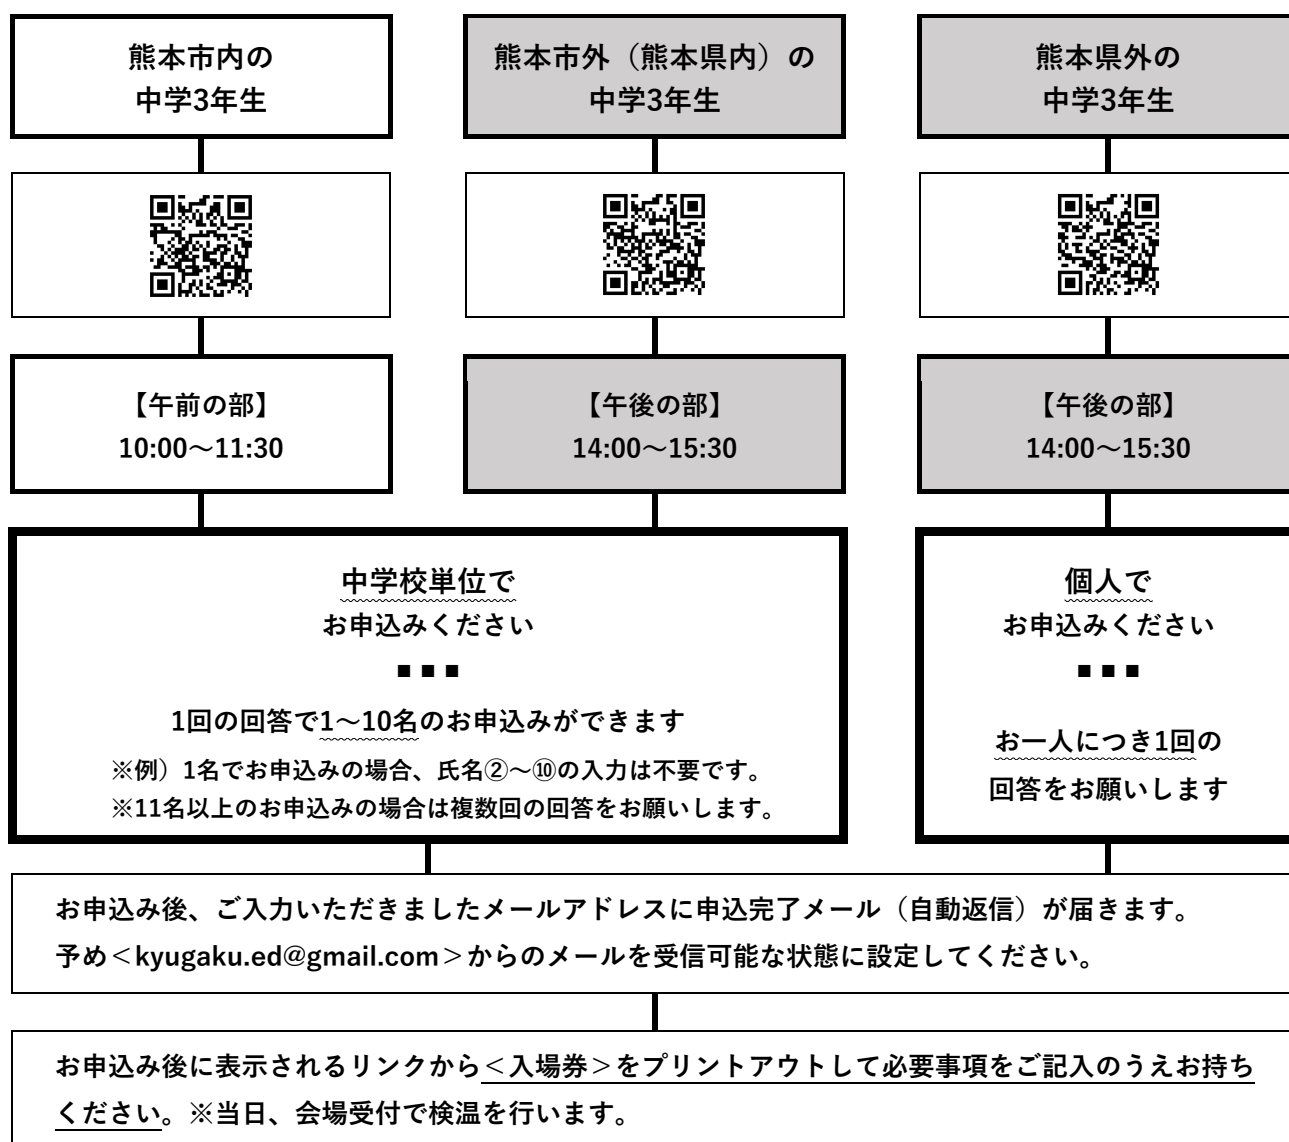 熊本市内の
中学3年生
熊本市外（熊本県内）の
中学3年生
熊本県外の
中学3年生
【午前の部】
10:00～11:30
【午後の部】
14:00～15:30
【午後の部】
14:00～15:30
中学校単位で
お申込みください
■ ■ ■
1回の回答で1～10名のお申込みができます
※例）1名でお申込みの場合、氏名②～⑩の入力は不要です。
※11名以上のお申込みの場合は複数回の回答をお願いします。
個人で
お申込みください
■ ■ ■
お一人につき1回の
回答をお願いします
お申込み後、ご入力いただきましたメールアドレスに申込完了メール（自動返信）が届きます。
予め＜kyugaku.ed@gmail.com＞からのメールを受信可能な状態に設定してください。
お申込み後に表示されるリンクから＜入場券＞をプリントアウトして必要事項をご記入のうえお持ち
ください。※当日、会場受付で検温を行います。